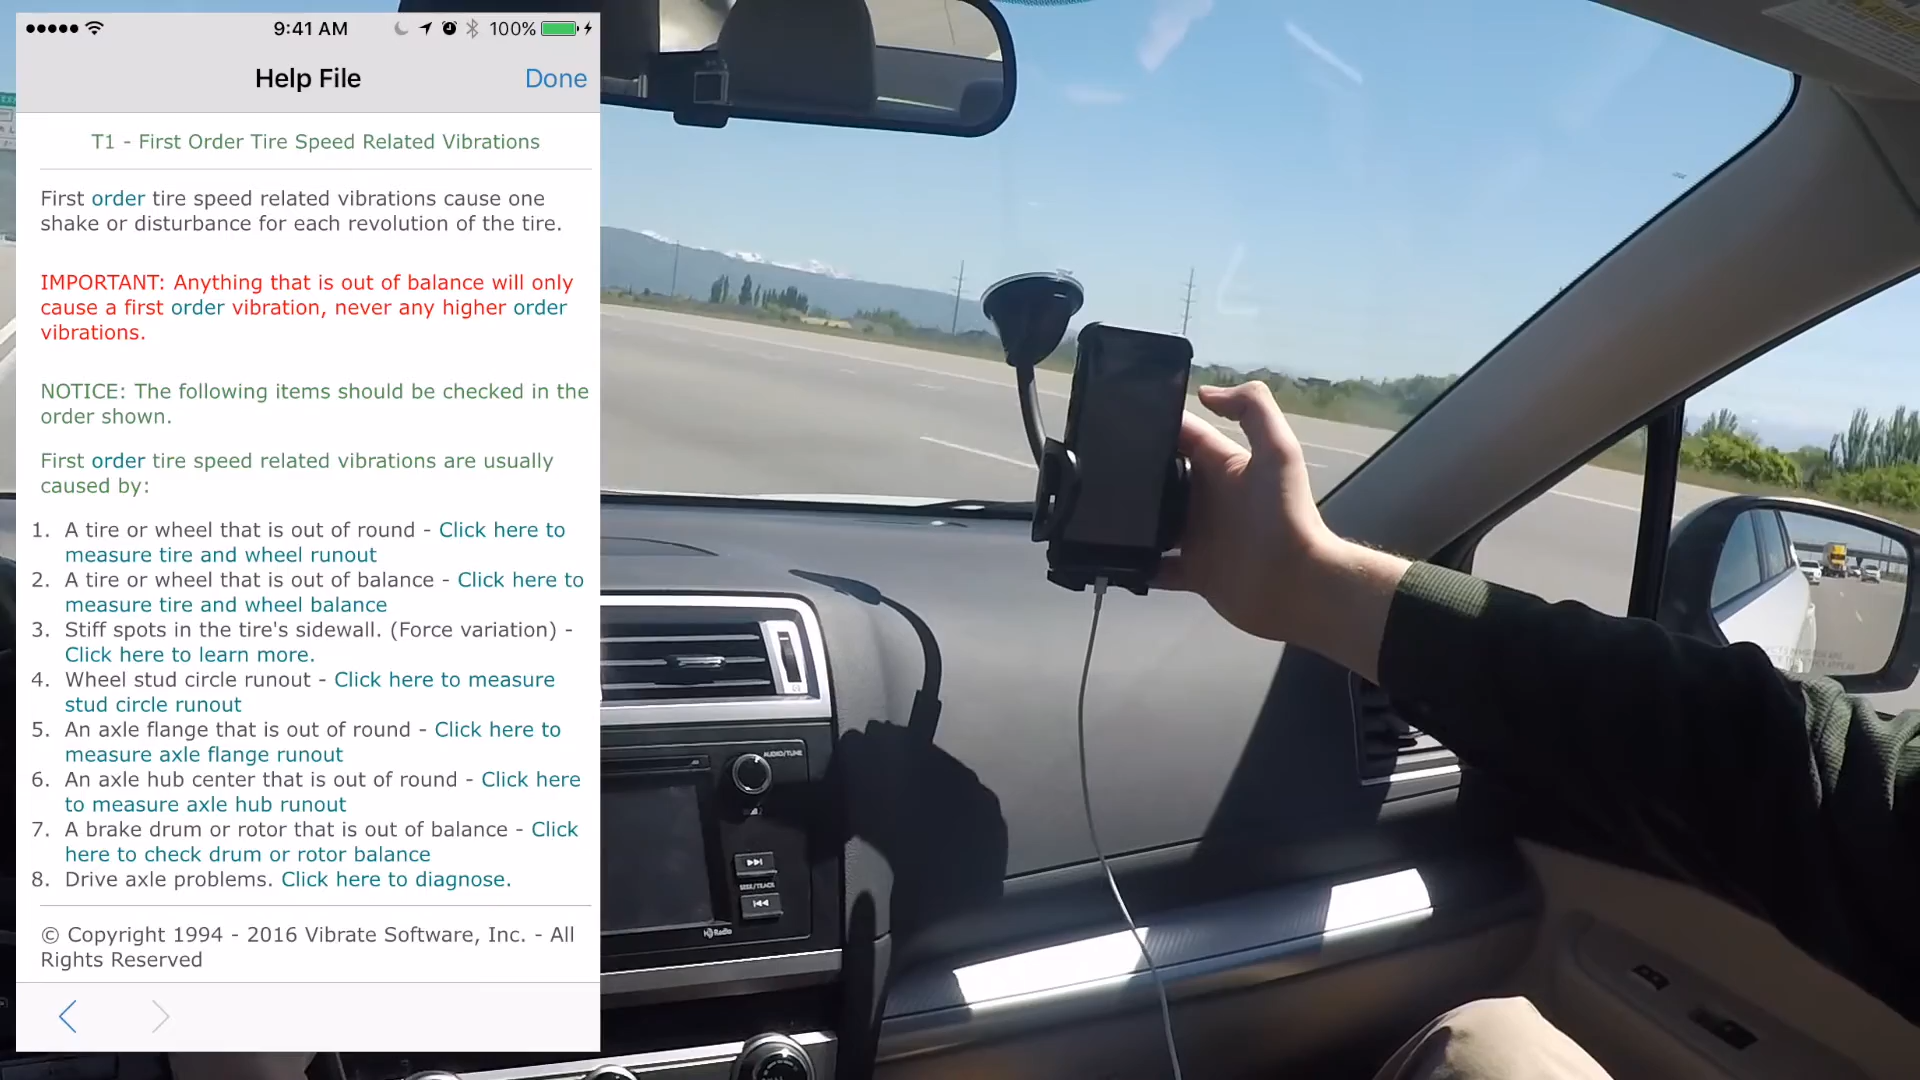 9:41 AM 100%
Help File Done
T1 - First Order Tire Speed Related Vibrations
First order tire speed related vibrations cause one
shake or disturbance for each revolution of the tire.
IMPORTANT: Anything that is out of balance will only
cause a first order vibration, never any higher order
vibrations.
NOTICE: The following items should be checked in the
order shown.
First order tire speed related vibrations are usually
caused by:
1. A tire or wheel that is out of round - Click here to
measure tire and wheel runout
2. A tire or wheel that is out of balance - Click here to
measure tire and wheel balance
3. Stiff spots in the tire's sidewall. (Force variation) -
Click here to learn more.
4. Wheel stud circle runout - Click here to measure
stud circle runout
5. An axle flange that is out of round - Click here to
measure axle flange runout
6. An axle hub center that is out of round - Click here
to measure axle hub runout
7. A brake drum or rotor that is out of balance - Click
here to check drum or rotor balance
8. Drive axle problems. Click here to diagnose.
© Copyright 1994 - 2016 Vibrate Software, Inc. - All
Rights Reserved
AUDIO/TUNE
SEEK/TRACK
HD Radio